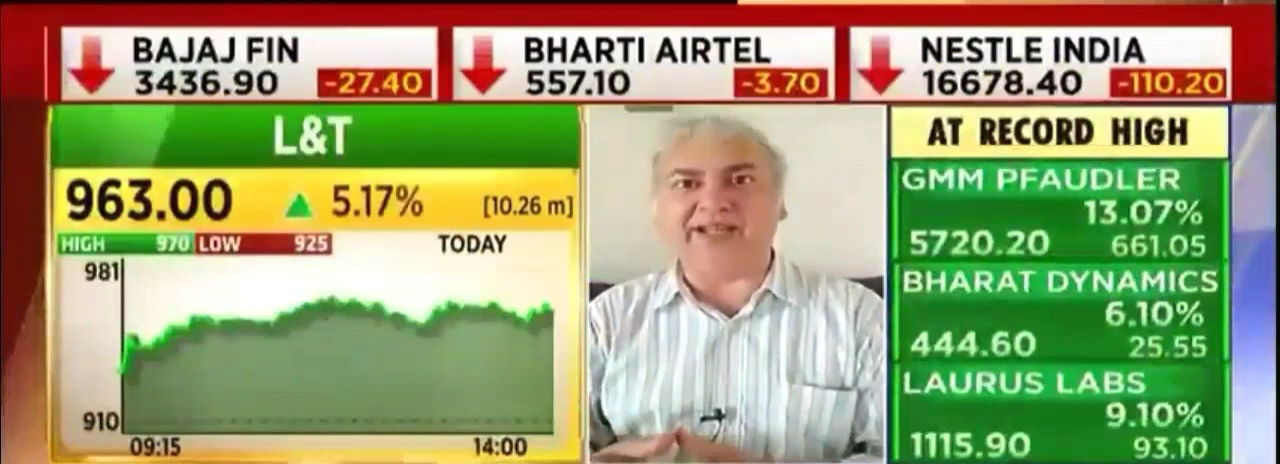 BAJAJ FIN
3436.90 -27.40
BHARTI AIRTEL
557.10 -3.70
NESTLE INDIA
16678.40 -110.20
L&T
963.00 5.17% [10.26 m]
HIGH 970 LOW 925 TODAY
981
910
09:15 14:00
AT RECORD HIGH
GMM PFAUDLER
13.07%
5720.20 661.05
BHARAT DYNAMICS
6.10%
444.60 25.55
LAURUS LABS
9.10%
1115.90 93.10